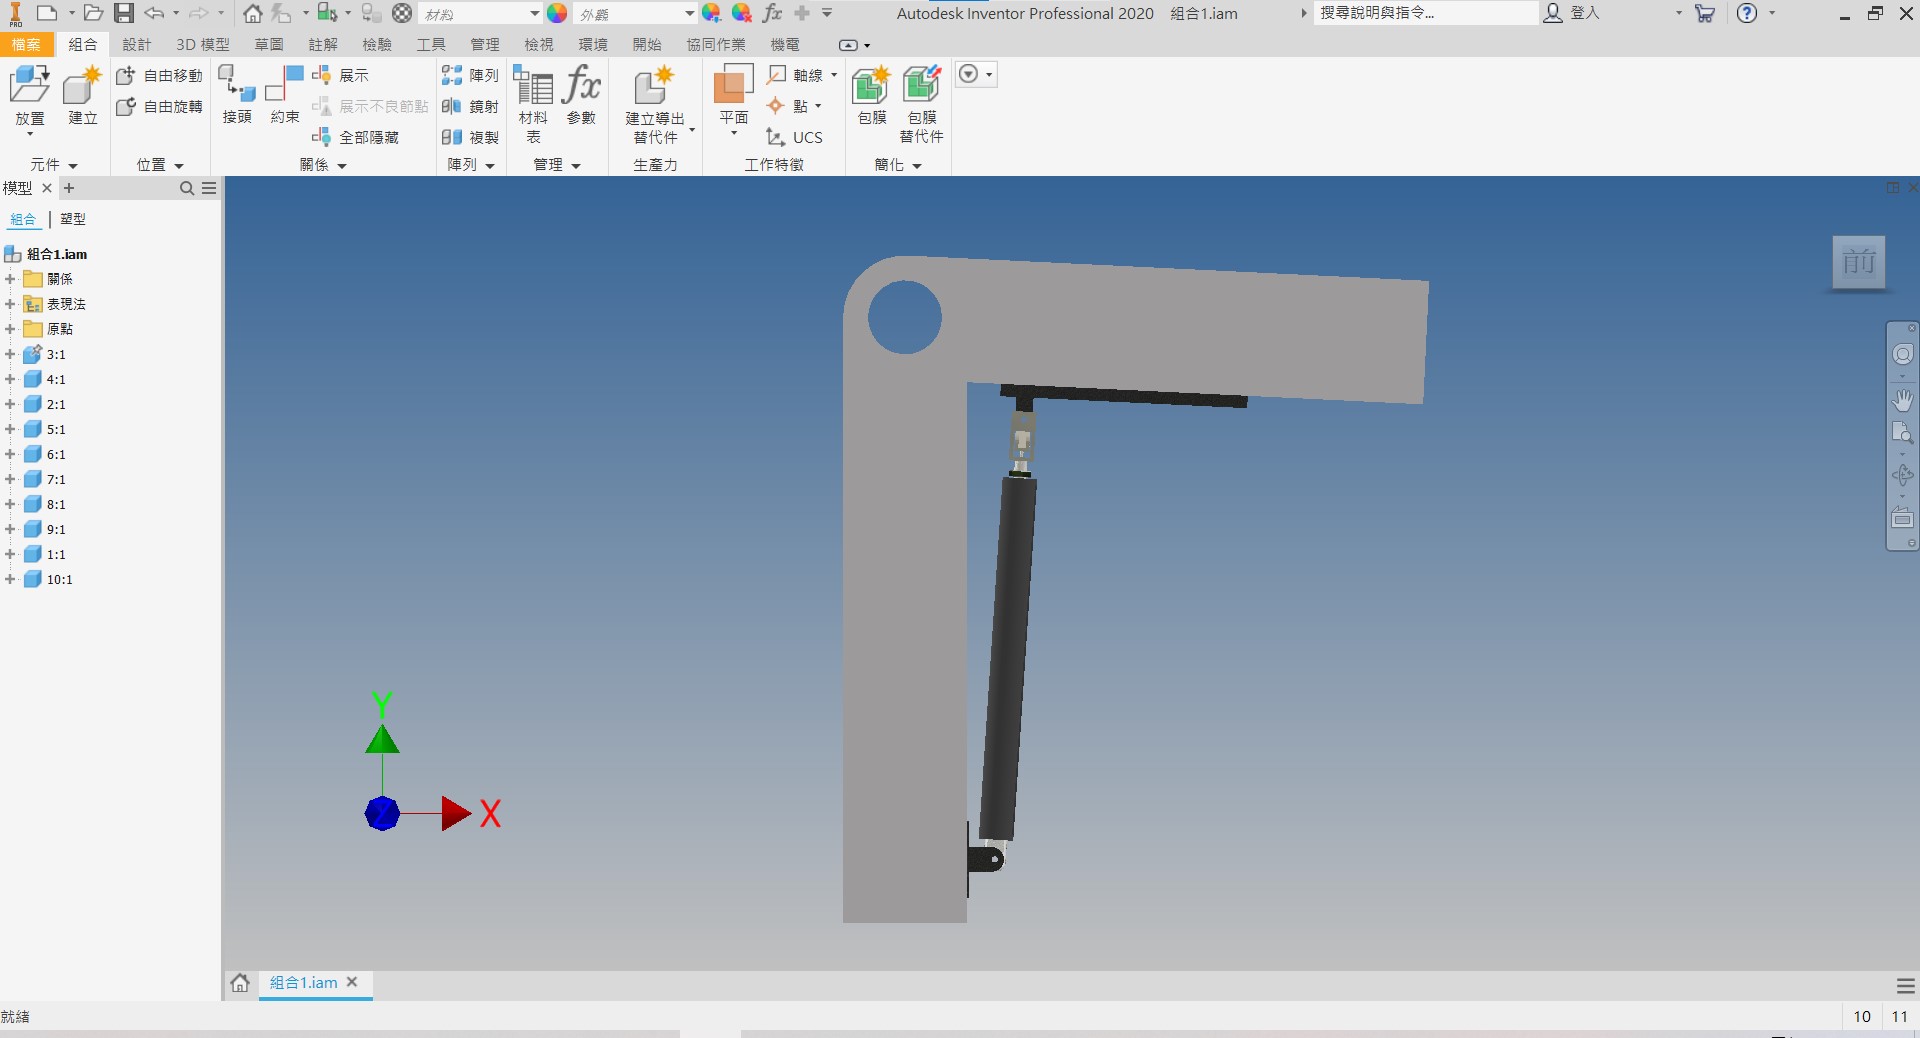 PRO
材料
外觀
Autodesk Inventor Professional 2020 組合1.iam
搜尋說明與指令...
登入
檔案 組合 設計 3D 模型 草圖 註解 檢驗 工具 管理 檢視 環境 開始 協同作業 機電
放置
建立
自由移動
自由旋轉
接頭
約束
展示
展示不良節點
全部隱藏
陣列
鏡射
複製
材料表
fx
參數
建立導出
替代件
平面
軸線
點
UCS
包膜
包膜
替代件
元件 位置 關係 陣列 管理 生產力 工作特徵 簡化
模型
組合 | 塑型
組合1.iam
關係
表現法
原點
3:1
4:1
2:1
5:1
6:1
7:1
8:1
9:1
1:1
10:1
前
Y
Z
X
組合1.iam
就緒
10 11